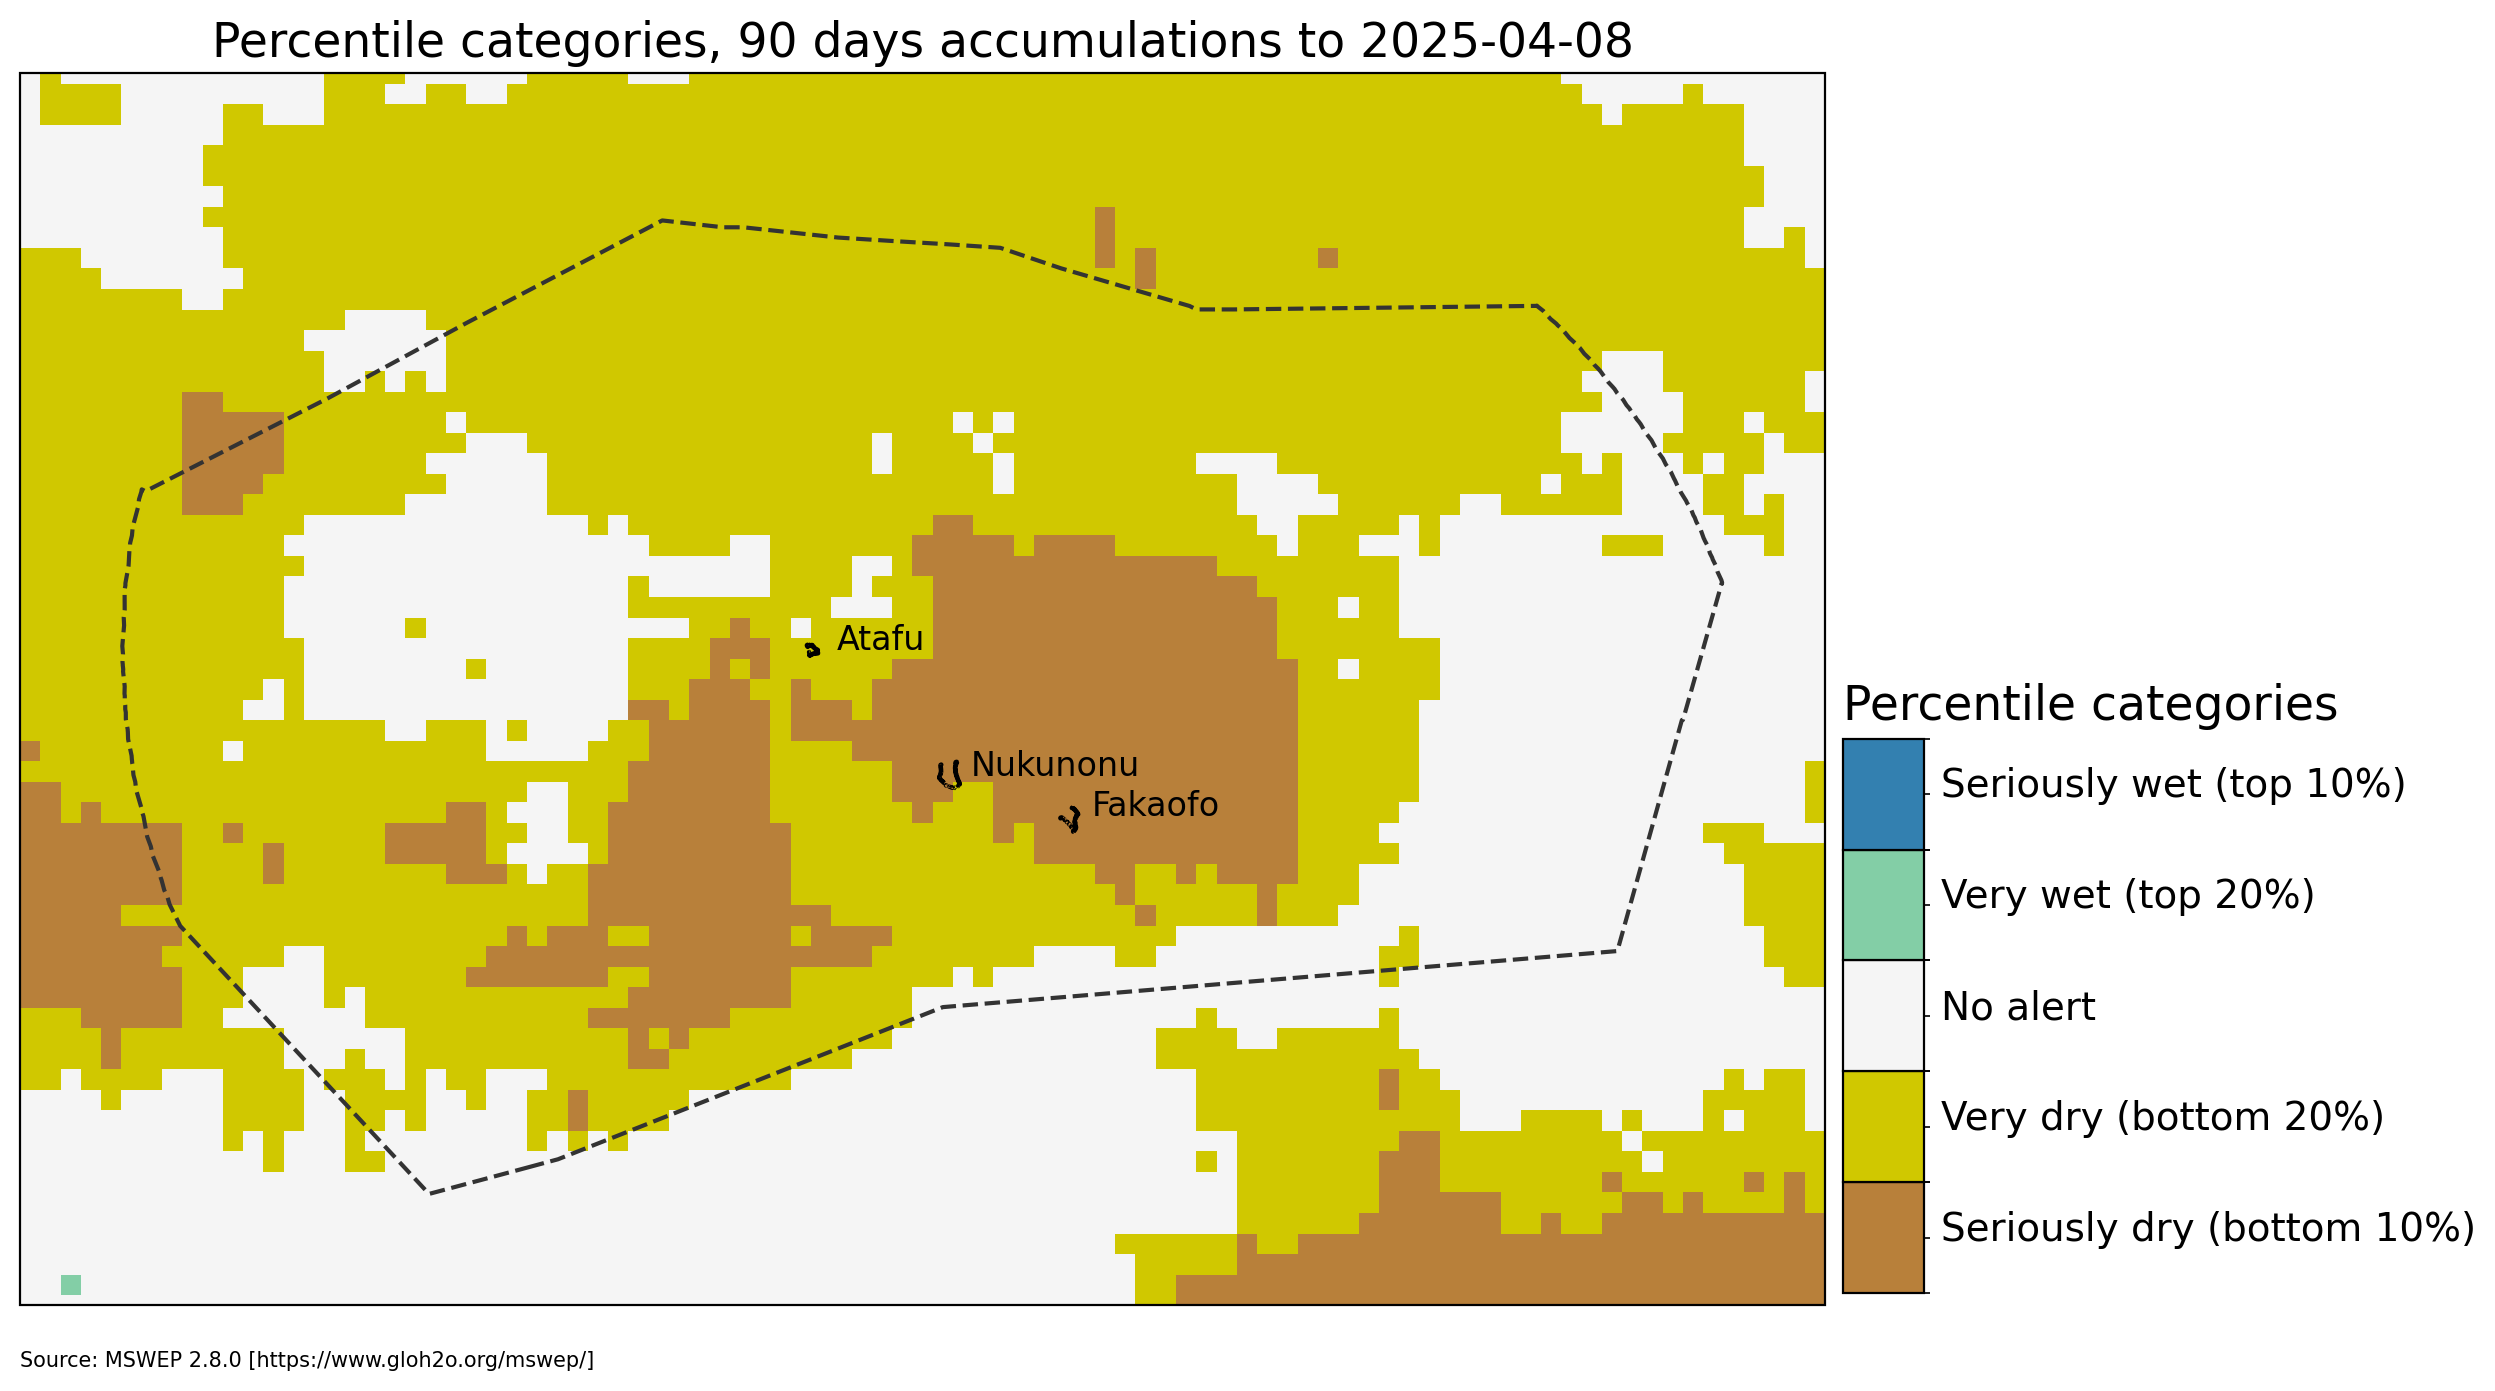 Percentile categories, 90 days accumulations to 2025-04-08
Atafu
Nukunonu
Fakaofo
Percentile categories
Seriously wet (top 10%)
Very wet (top 20%)
No alert
Very dry (bottom 20%)
Seriously dry (bottom 10%)
Source: MSWEP 2.8.0 [https://www.gloh2o.org/mswep/]